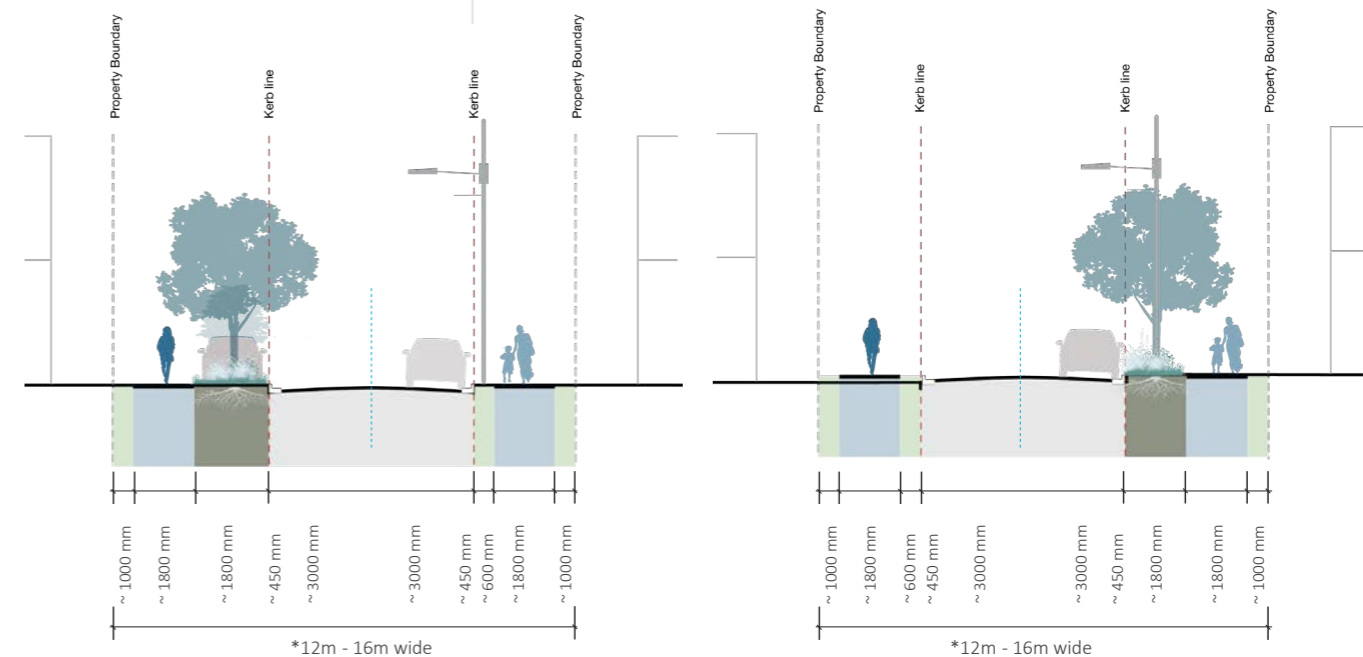 Property Boundary
Kerb line
Kerb line
Property Boundary
~ 1000 mm
~ 1800 mm
~ 1800 mm
~ 450 mm
~ 3000 mm
~ 3000 mm
~ 450 mm
~ 600 mm
~ 1800 mm
~ 1000 mm
*12m - 16m wide
Property Boundary
Kerb line
Kerb line
Property Boundary
~ 1000 mm
~ 1800 mm
~ 600 mm
~ 450 mm
~ 3000 mm
~ 3000 mm
~ 450 mm
~ 1800 mm
~ 1800 mm
~ 1000 mm
*12m - 16m wide